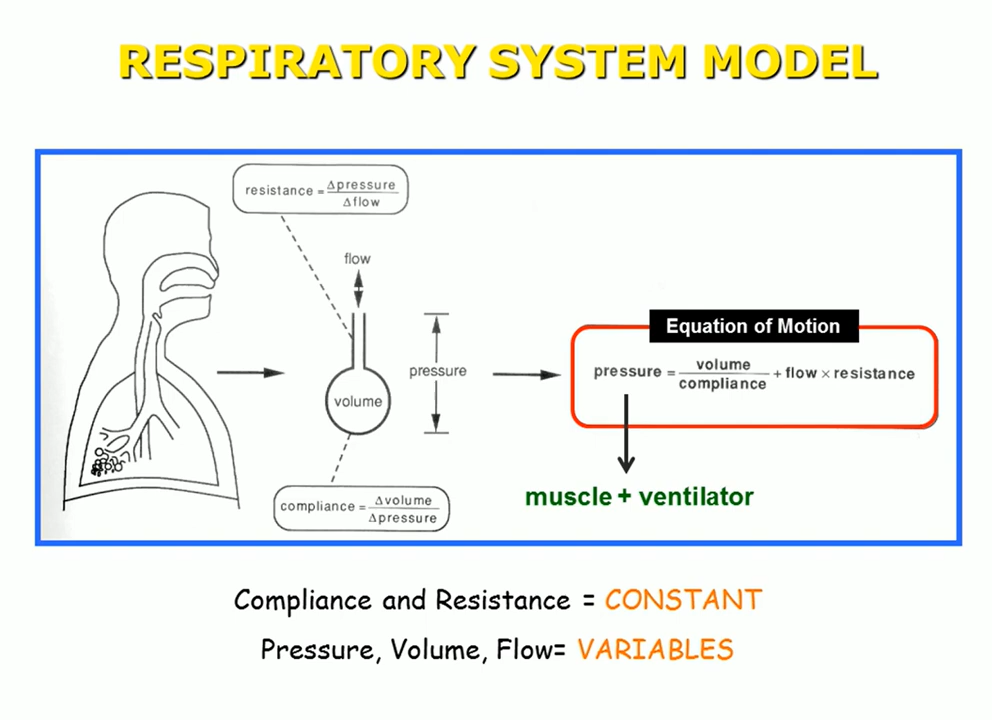 RESPIRATORY SYSTEM MODEL
resistance = Δpressure
Δflow
flow
pressure
volume
compliance = Δvolume
Δpressure
Equation of Motion
pressure = volume + flow × resistance
compliance
muscle + ventilator
Compliance and Resistance = CONSTANT
Pressure, Volume, Flow= VARIABLES